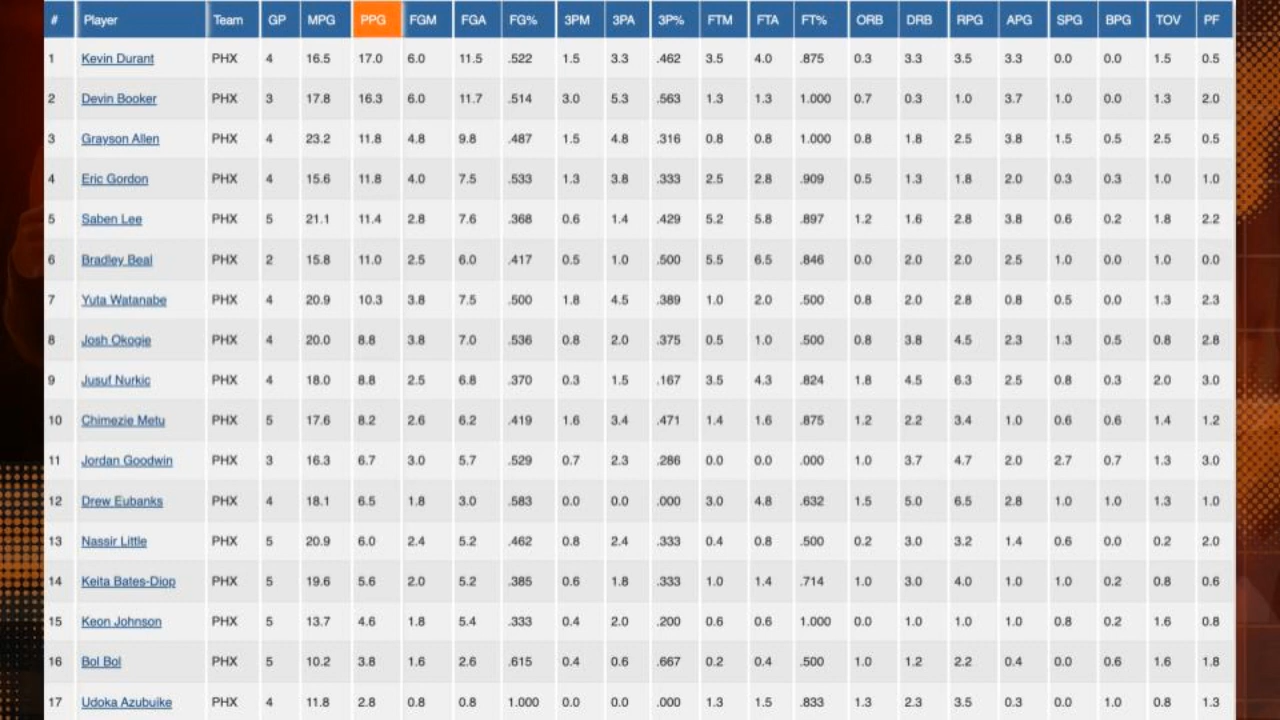 # Player Team GP MPG PPG FGM FGA FG% 3PM 3PA 3P% FTM FTA FT% ORB DRB RPG APG SPG BPG TOV PF
1 Kevin Durant PHX 4 16.5 17.0 6.0 11.5 .522 1.5 3.3 .462 3.5 4.0 .875 0.3 3.3 3.5 3.3 0.0 0.0 1.5 0.5
2 Devin Booker PHX 3 17.8 16.3 6.0 11.7 .514 3.0 5.3 .563 1.3 1.3 1.000 0.7 0.3 1.0 3.7 1.0 0.0 1.3 2.0
3 Grayson Allen PHX 4 23.2 11.8 4.8 9.8 .487 1.5 4.8 .316 0.8 0.8 1.000 0.8 1.8 2.5 3.8 1.5 0.5 2.5 0.5
4 Eric Gordon PHX 4 15.6 11.8 4.0 7.5 .533 1.3 3.8 .333 2.5 2.8 .909 0.5 1.3 1.8 2.0 0.3 0.3 1.0 1.0
5 Saben Lee PHX 5 21.1 11.4 2.8 7.6 .368 0.6 1.4 .429 5.2 5.8 .897 1.2 1.6 2.8 3.8 0.6 0.2 1.8 2.2
6 Bradley Beal PHX 2 15.8 11.0 2.5 6.0 .417 0.5 1.0 .500 5.5 6.5 .846 0.0 2.0 2.0 2.5 1.0 0.0 1.0 0.0
7 Yuta Watanabe PHX 4 20.9 10.3 3.8 7.5 .500 1.8 4.5 .389 1.0 2.0 .500 0.8 2.0 2.8 0.8 0.5 0.0 1.3 2.3
8 Josh Okogie PHX 4 20.0 8.8 3.8 7.0 .536 0.8 2.0 .375 0.5 1.0 .500 0.8 3.8 4.5 2.3 1.3 0.5 0.8 2.8
9 Jusuf Nurkic PHX 4 18.0 8.8 2.5 6.8 .370 0.3 1.5 .167 3.5 4.3 .824 1.8 4.5 6.3 2.5 0.8 0.3 2.0 3.0
10 Chimezie Metu PHX 5 17.6 8.2 2.6 6.2 .419 1.6 3.4 .471 1.4 1.6 .875 1.2 2.2 3.4 1.0 0.6 0.6 1.4 1.2
11 Jordan Goodwin PHX 3 16.3 6.7 3.0 5.7 .529 0.7 2.3 .286 0.0 0.0 .000 1.0 3.7 4.7 2.0 2.7 0.7 1.3 3.0
12 Drew Eubanks PHX 4 18.1 6.5 1.8 3.0 .583 0.0 0.0 .000 3.0 4.8 .632 1.5 5.0 6.5 2.8 1.0 1.0 1.3 1.0
13 Nassir Little PHX 5 20.9 6.0 2.4 5.2 .462 0.8 2.4 .333 0.4 0.8 .500 0.2 3.0 3.2 1.4 0.6 0.0 0.2 2.0
14 Keita Bates-Diop PHX 5 19.6 5.6 2.0 5.2 .385 0.6 1.8 .333 1.0 1.4 .714 1.0 3.0 4.0 1.0 1.0 0.2 0.8 0.6
15 Keon Johnson PHX 5 13.7 4.6 1.8 5.4 .333 0.4 2.0 .200 0.6 0.6 1.000 0.0 1.0 1.0 1.0 0.8 0.2 1.6 0.8
16 Bol Bol PHX 5 10.2 3.8 1.6 2.6 .615 0.4 0.6 .667 0.2 0.4 .500 1.0 1.2 2.2 0.4 0.0 0.6 1.6 1.8
17 Udoka Azubuike PHX 4 11.8 2.8 0.8 0.8 1.000 0.0 0.0 .000 1.3 1.5 .833 1.3 2.3 3.5 0.3 0.0 1.0 0.8 1.3